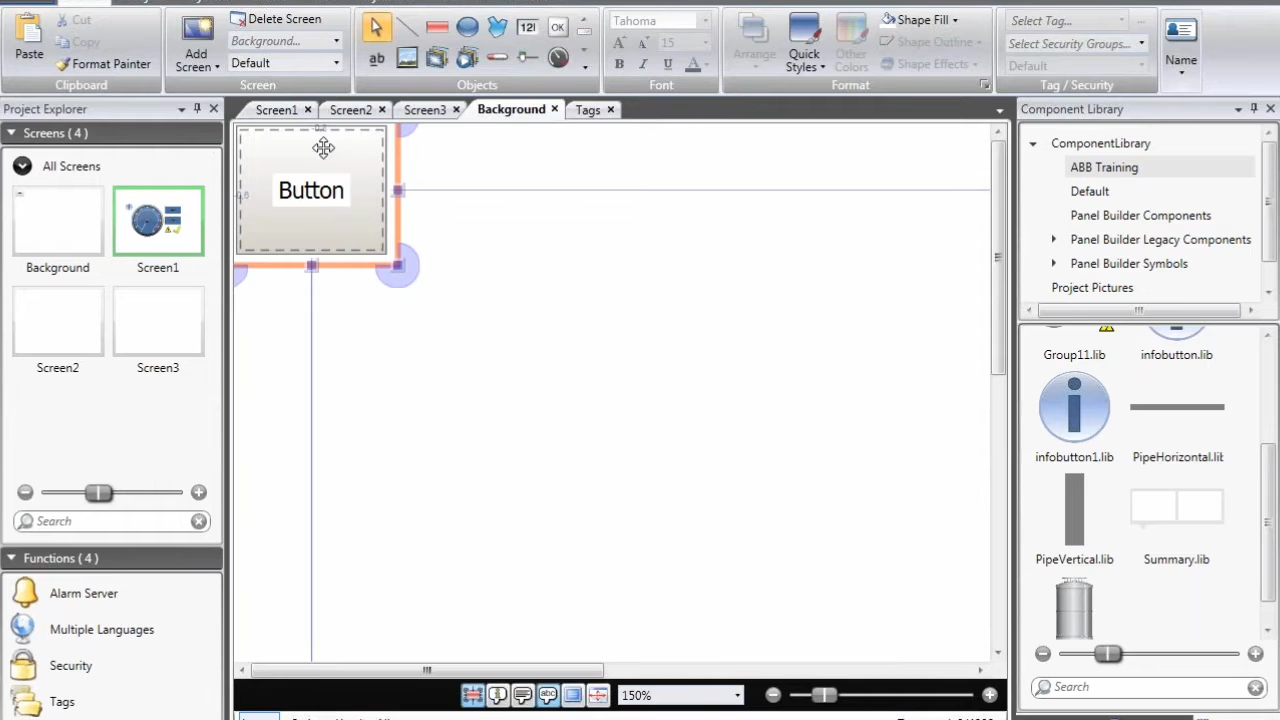 Paste
Cut
Copy
Format Painter
Clipboard
Add Screen
Delete Screen
Background...
Default
Screen
12
OK
ab
Objects
Tahoma
15
A A
B I U A
Font
Arrange
Quick Styles
Other Colors
Shape Fill
Shape Outline
Shape Effects
Format
Select Tag...
...
Select Security Groups...
Default
Tag / Security
Name
Project Explorer
Screen1
Screen2
Screen3
Background
Tags
Component Library
Screens ( 4 )
All Screens
Background
Screen1
Screen2
Screen3
Search
Functions ( 4 )
Alarm Server
Multiple Languages
Security
Tags
Button
150%
ComponentLibrary
ABB Training
Default
Panel Builder Components
Panel Builder Legacy Components
Panel Builder Symbols
Project Pictures
Group11.lib
infobutton.lib
infobutton1.lib
PipeHorizontal.lib
PipeVertical.lib
Summary.lib
Search